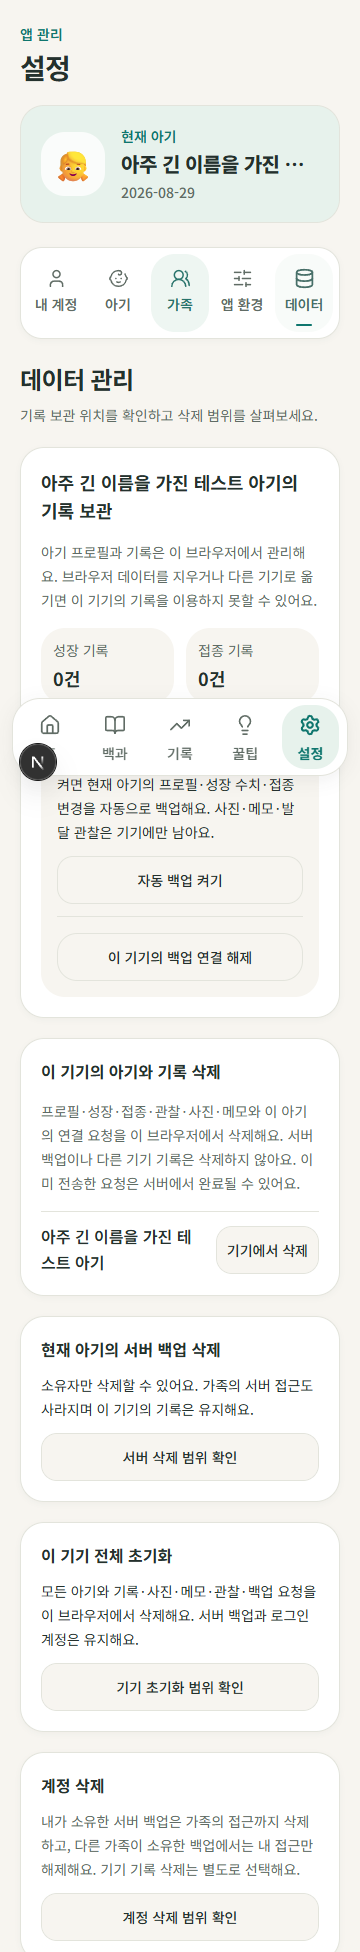 앱 관리
설정
현재 아기
아주 긴 이름을 가진 …
2026-08-29
내 계정
아기
가족
앱 환경
데이터
데이터 관리
기록 보관 위치를 확인하고 삭제 범위를 살펴보세요.
아주 긴 이름을 가진 테스트 아기의
기록 보관
아기 프로필과 기록은 이 브라우저에서 관리해
요. 브라우저 데이터를 지우거나 다른 기기로 옮
기면 이 기기의 기록을 이용하지 못할 수 있어요.
성장 기록
접종 기록
0건
0건
백과
기록
꿀팁
설정
N
켜면 현재 아기의 프로필·성장 수치·접종
변경을 자동으로 백업해요. 사진·메모·발
달 관찰은 기기에만 남아요.
자동 백업 켜기
이 기기의 백업 연결 해제
이 기기의 아기와 기록 삭제
프로필·성장·접종·관찰·사진·메모와 이 아기
의 연결 요청을 이 브라우저에서 삭제해요. 서버
백업이나 다른 기기 기록은 삭제하지 않아요. 이
미 전송한 요청은 서버에서 완료될 수 있어요.
아주 긴 이름을 가진 테
스트 아기
기기에서 삭제
현재 아기의 서버 백업 삭제
소유자만 삭제할 수 있어요. 가족의 서버 접근도
사라지며 이 기기의 기록은 유지해요.
서버 삭제 범위 확인
이 기기 전체 초기화
모든 아기와 기록·사진·메모·관찰·백업 요청을
이 브라우저에서 삭제해요. 서버 백업과 로그인
계정은 유지해요.
기기 초기화 범위 확인
계정 삭제
내가 소유한 서버 백업은 가족의 접근까지 삭제
하고, 다른 가족이 소유한 백업에서는 내 접근만
해제해요. 기기 기록 삭제는 별도로 선택해요.
계정 삭제 범위 확인